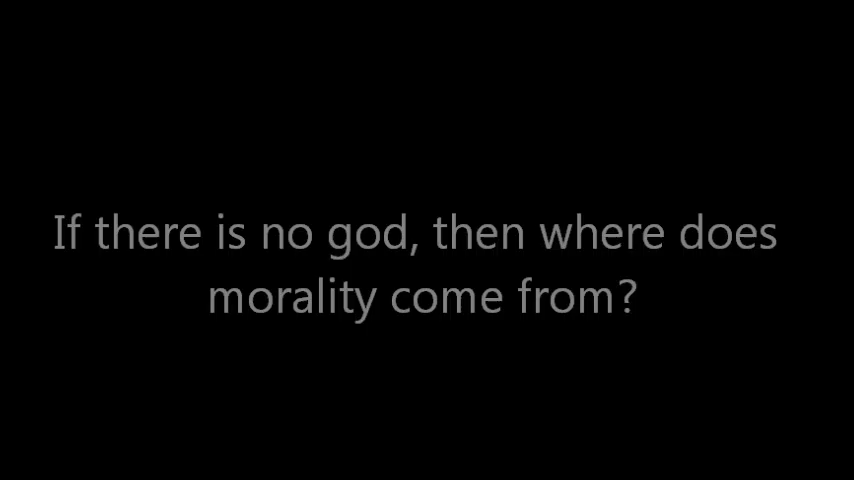 If there is no god, then where does
morality come from?